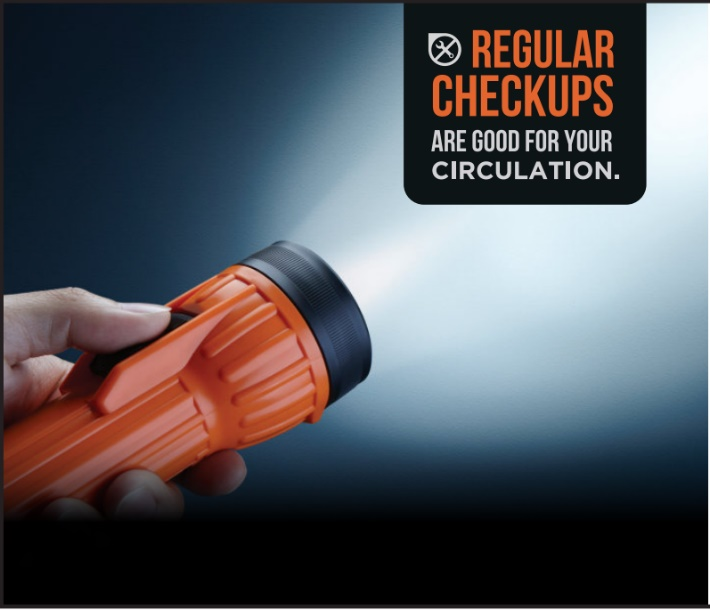 REGULAR
CHECKUPS
ARE GOOD FOR YOUR
CIRCULATION.